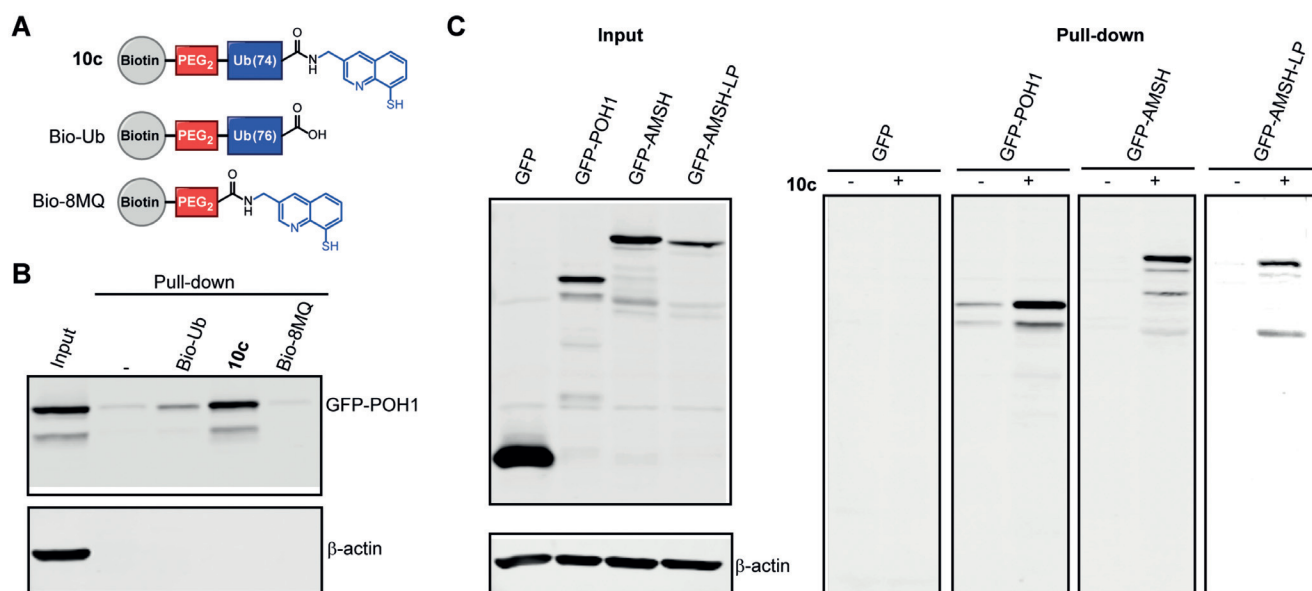 A
10c
Biotin PEG₂ Ub(74) O N H N SH
Bio-Ub
Biotin PEG₂ Ub(76) O OH
Bio-8MQ
Biotin PEG₂ O N H N SH
B
Pull-down
Input - Bio-Ub 10c Bio-8MQ
GFP-POH1
β-actin
C
Input
GFP GFP-POH1 GFP-AMSH GFP-AMSH-LP
β-actin
Pull-down
GFP GFP-POH1 GFP-AMSH GFP-AMSH-LP
10c - + - + - + - +